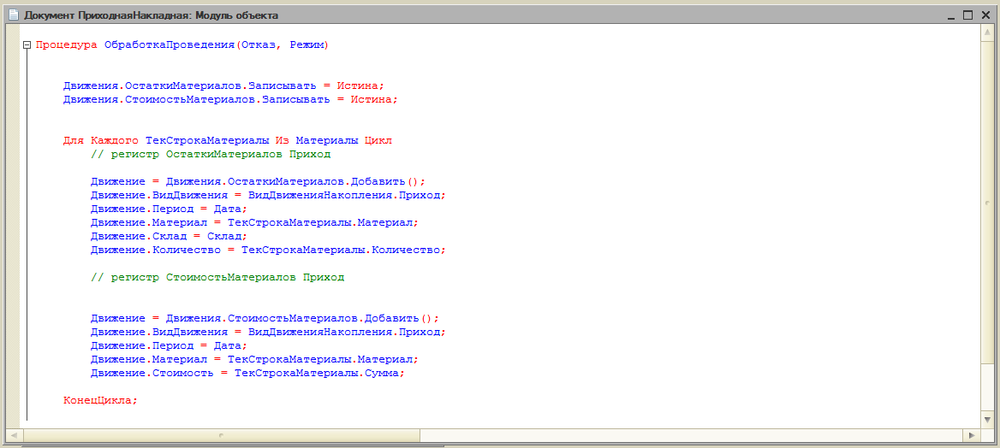 Документ ПриходнаяНакладная: Модуль объекта
Процедура ОбработкаПроведения(Отказ, Режим)
Движения.ОстаткиМатериалов.Записывать = Истина;
Движения.СтоимостьМатериалов.Записывать = Истина;
Для Каждого ТекСтрокаМатериалы Из Материалы Цикл
// регистр ОстаткиМатериалов Приход
Движение = Движения.ОстаткиМатериалов.Добавить();
Движение.ВидДвижения = ВидДвиженияНакопления.Приход;
Движение.Период = Дата;
Движение.Материал = ТекСтрокаМатериалы.Материал;
Движение.Склад = Склад;
Движение.Количество = ТекСтрокаМатериалы.Количество;
// регистр СтоимостьМатериалов Приход
Движение = Движения.СтоимостьМатериалов.Добавить();
Движение.ВидДвижения = ВидДвиженияНакопления.Приход;
Движение.Период = Дата;
Движение.Материал = ТекСтрокаМатериалы.Материал;
Движение.Стоимость = ТекСтрокаМатериалы.Сумма;
КонецЦикла;